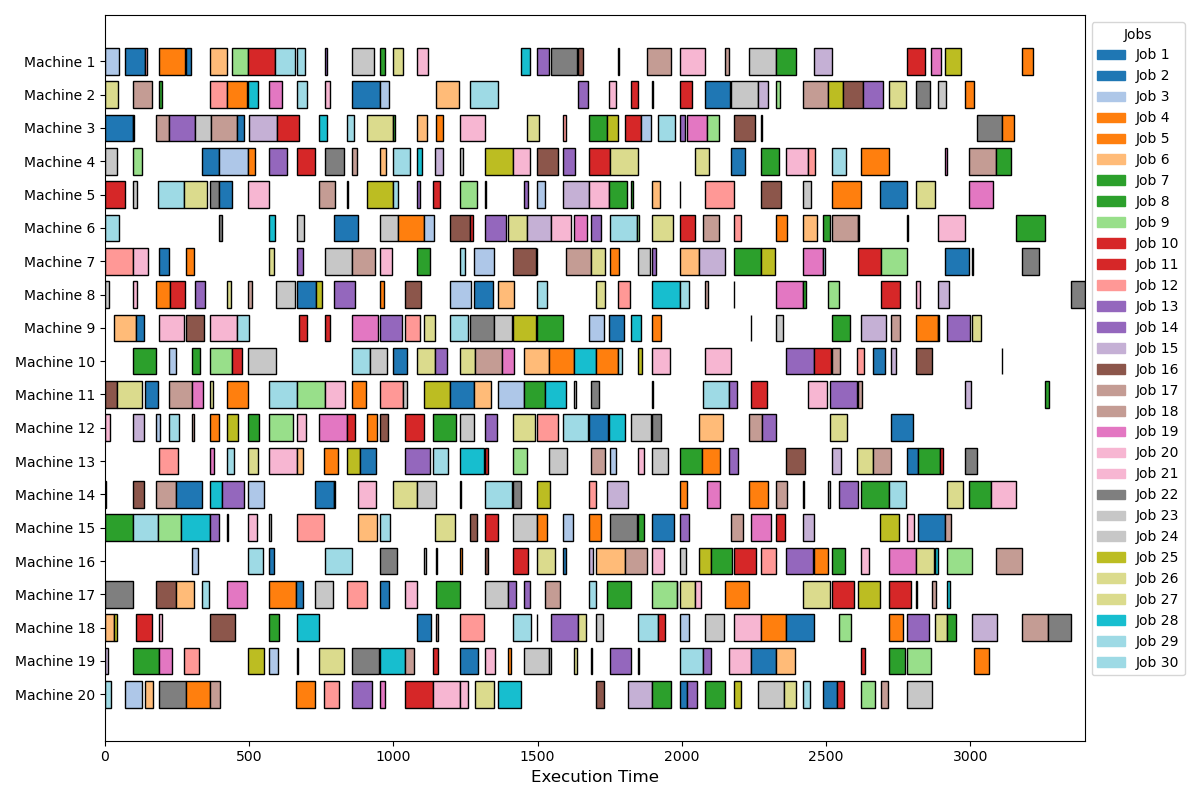 Machine 1
Machine 2
Machine 3
Machine 4
Machine 5
Machine 6
Machine 7
Machine 8
Machine 9
Machine 10
Machine 11
Machine 12
Machine 13
Machine 14
Machine 15
Machine 16
Machine 17
Machine 18
Machine 19
Machine 20
0 500 1000 1500 2000 2500 3000
Execution Time
Jobs
Job 1
Job 2
Job 3
Job 4
Job 5
Job 6
Job 7
Job 8
Job 9
Job 10
Job 11
Job 12
Job 13
Job 14
Job 15
Job 16
Job 17
Job 18
Job 19
Job 20
Job 21
Job 22
Job 23
Job 24
Job 25
Job 26
Job 27
Job 28
Job 29
Job 30